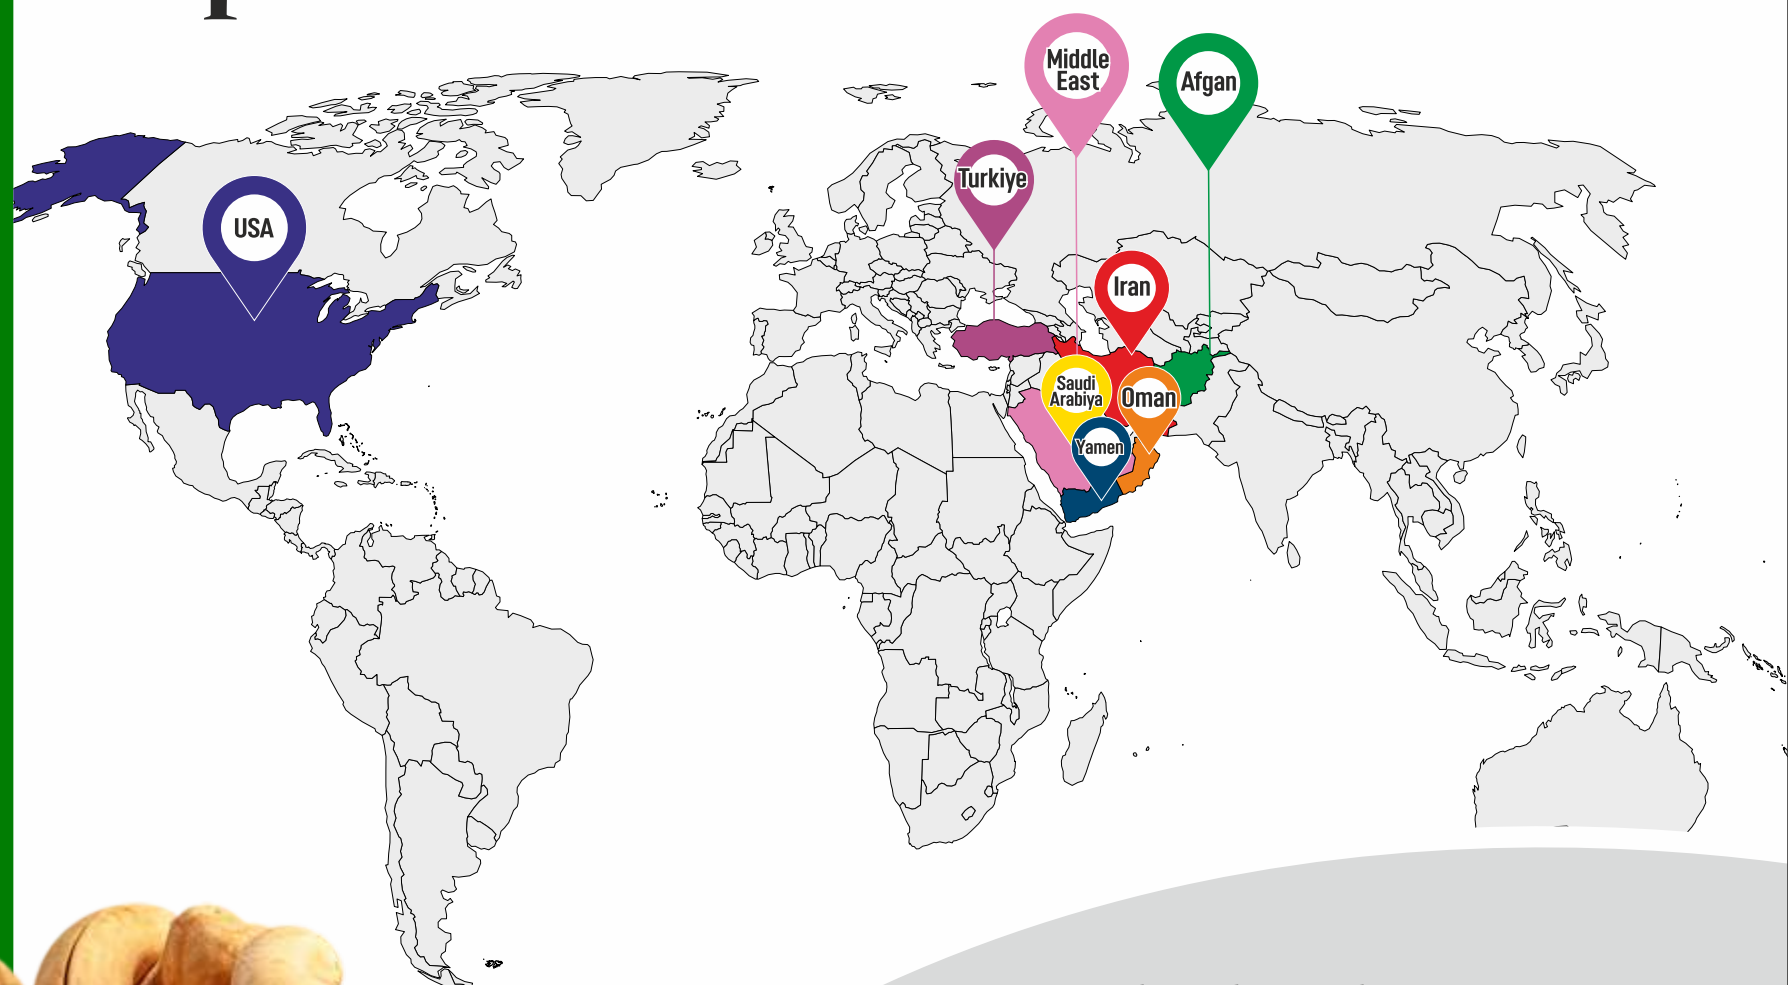 Middle
East
Afgan
Turkiye
USA
Iran
Saudi
Arabiya
Oman
Yamen